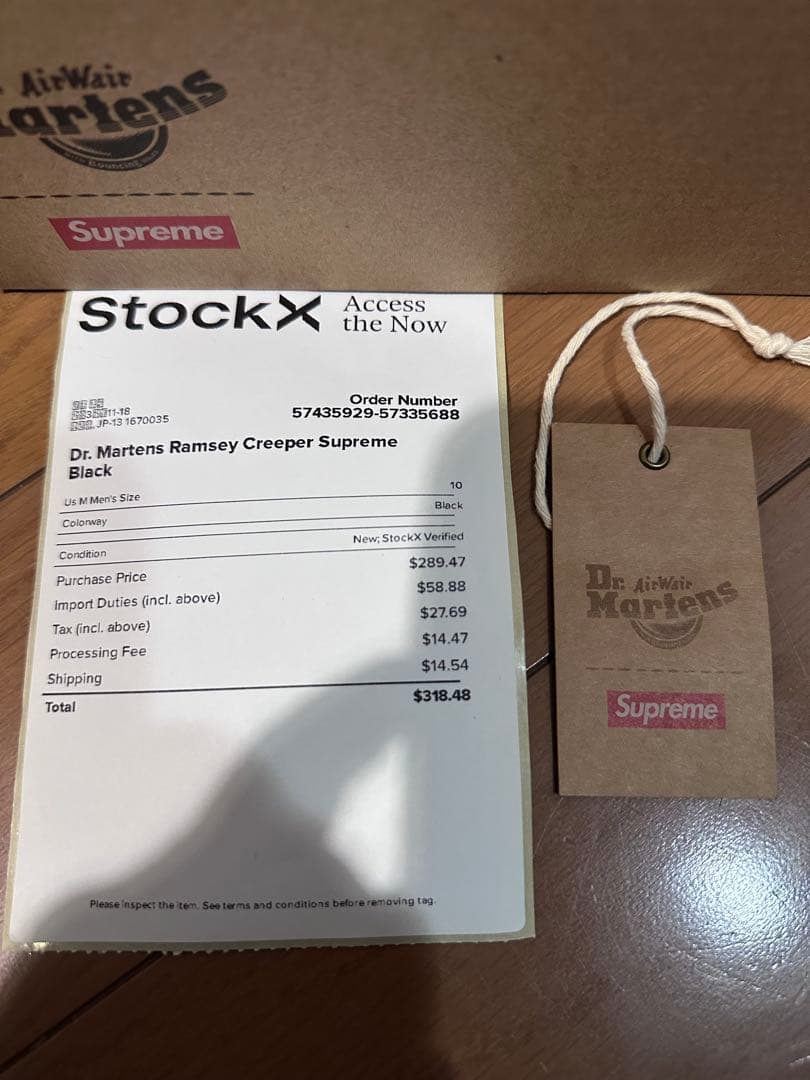 AirWair
Martens
WITH Bouncing
Supreme
StockX
Access
the Now
11-18
JP-13 1670035
Order Number
57435929-57335688
Dr. Martens Ramsey Creeper Supreme
Black
Us M Men's Size 10
Colorway Black
Condition New; StockX Verified
Purchase Price $289.47
Import Duties (incl. above) $58.88
Tax (incl. above) $27.69
Processing Fee $14.47
Shipping $14.54
Total $318.48
Please inspect the item. See terms and conditions before removing tag.
Dr. AirWair
Martens
Supreme